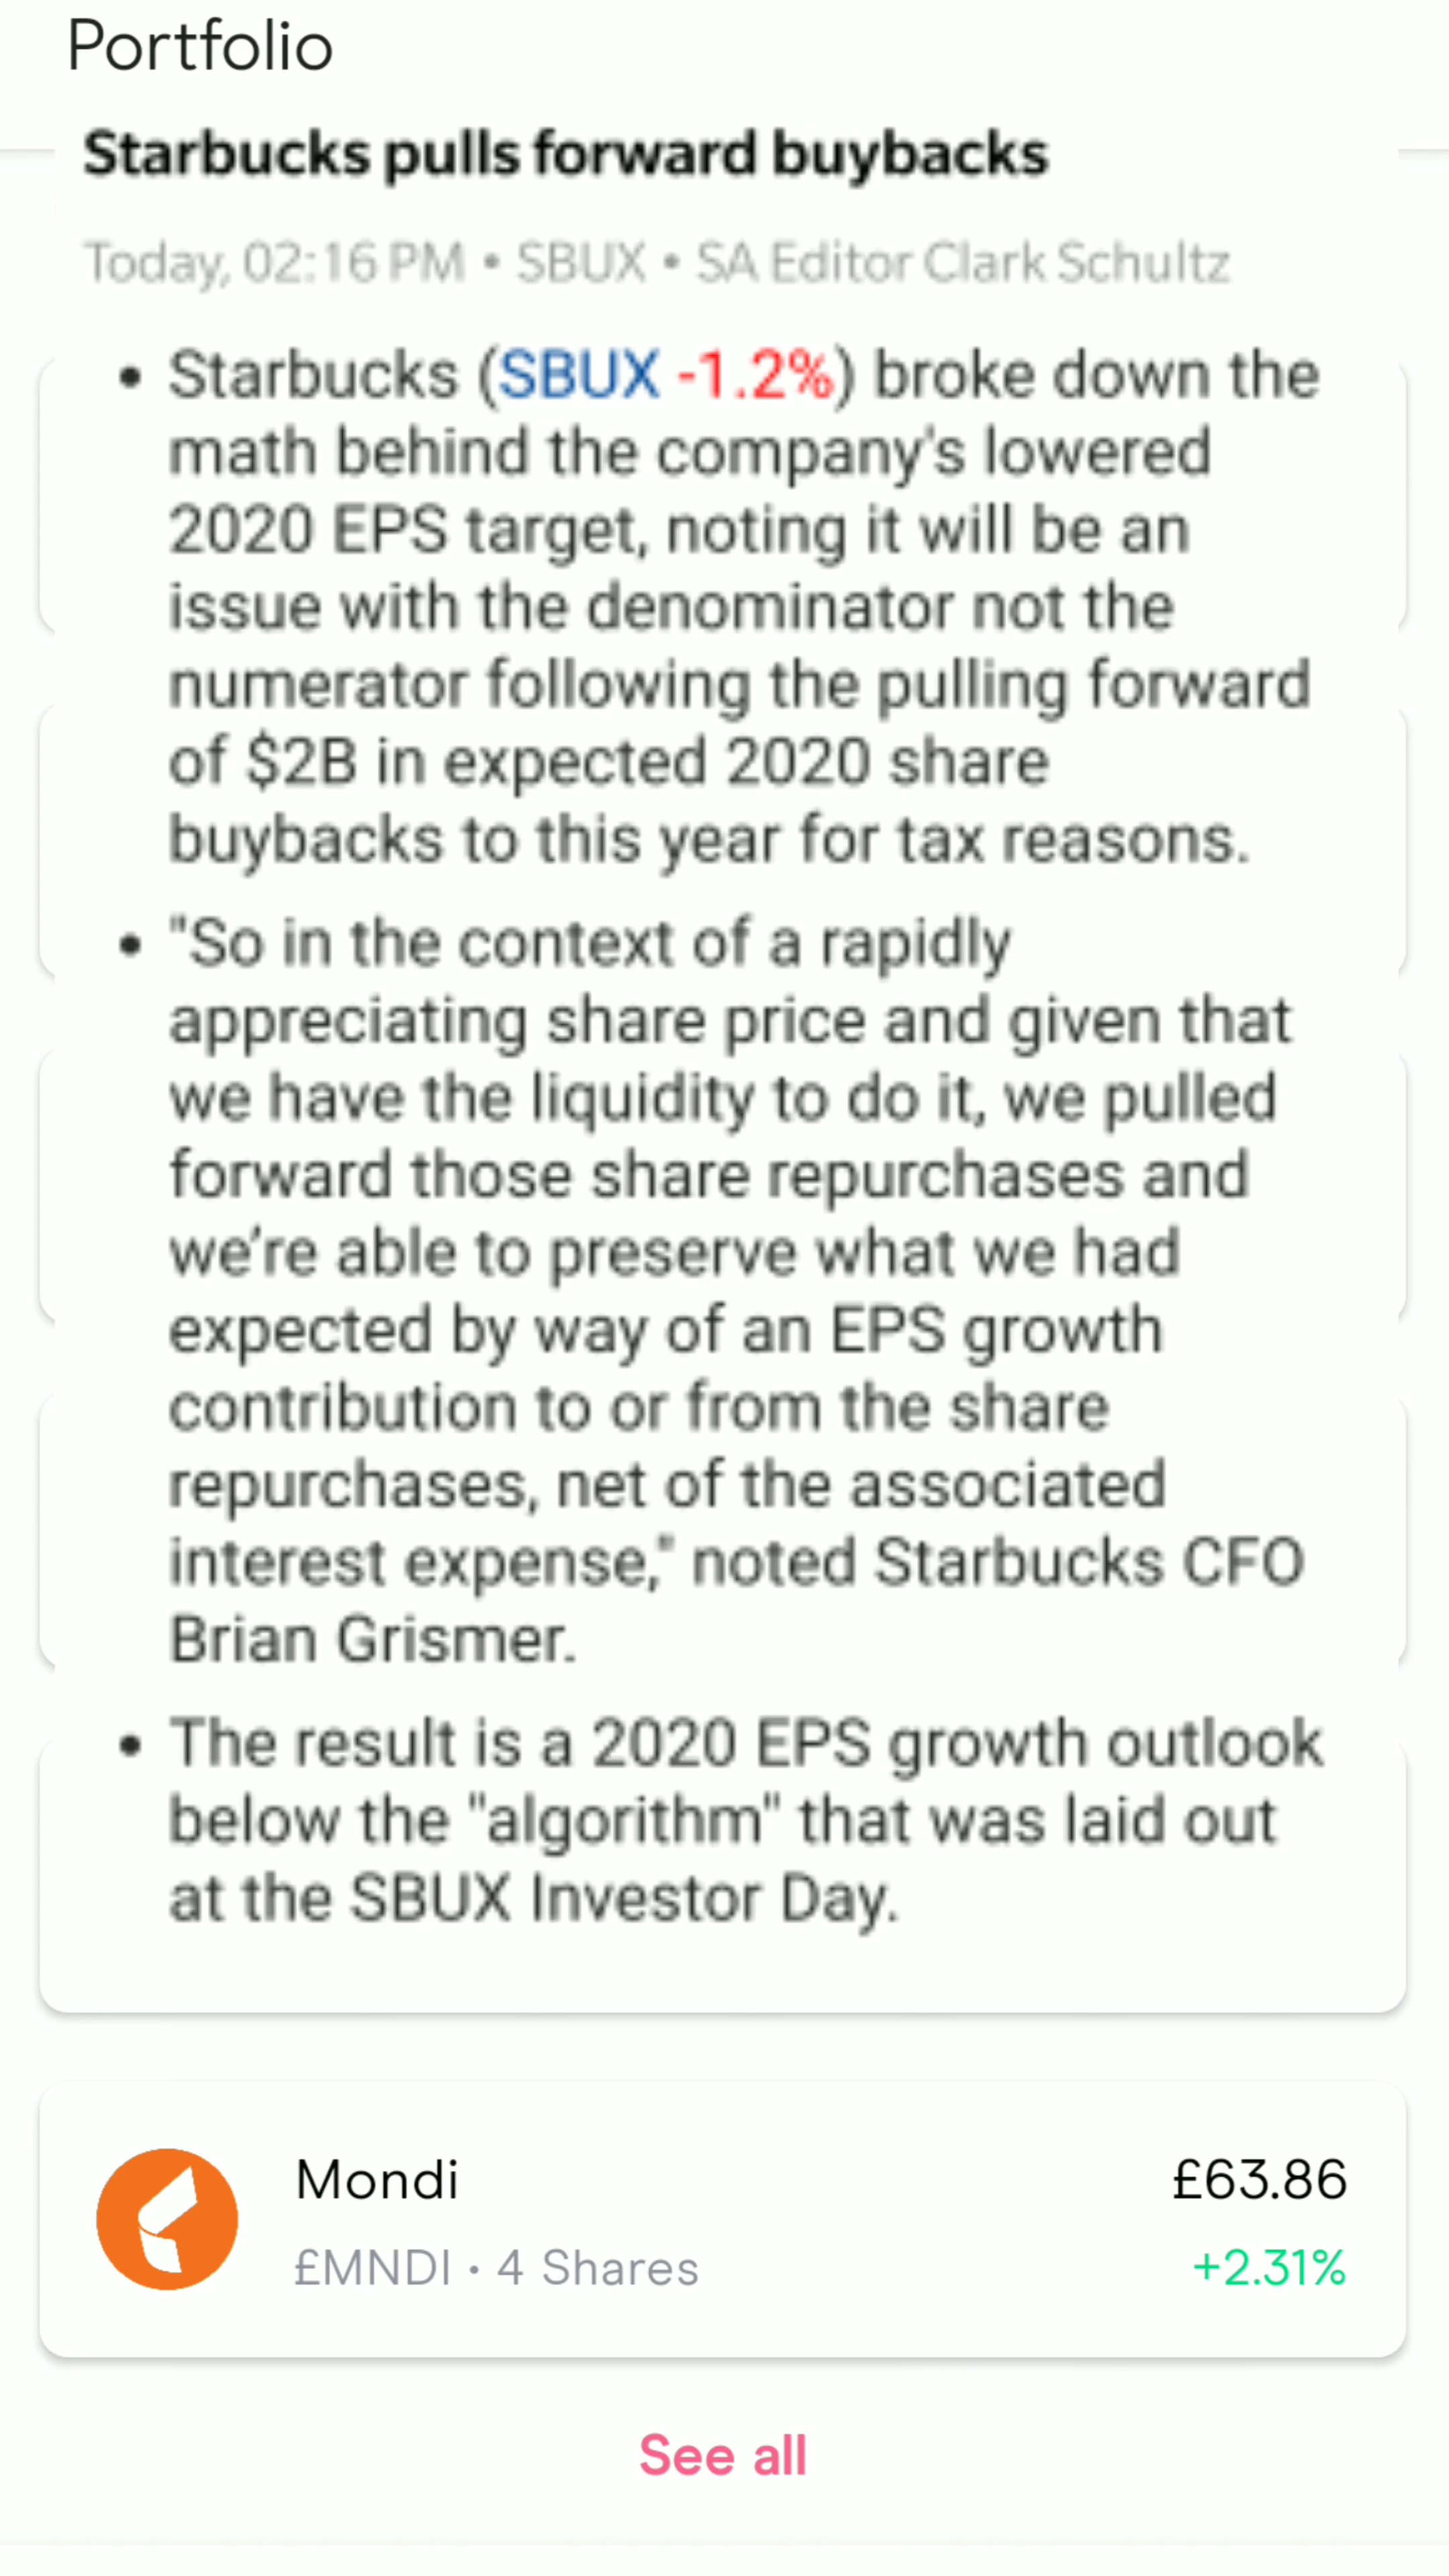 Portfolio
Starbucks pulls forward buybacks
Today, 02:16 PM • SBUX • SA Editor Clark Schultz
• Starbucks (SBUX -1.2%) broke down the
math behind the company's lowered
2020 EPS target, noting it will be an
issue with the denominator not the
numerator following the pulling forward
of $2B in expected 2020 share
buybacks to this year for tax reasons.
• "So in the context of a rapidly
appreciating share price and given that
we have the liquidity to do it, we pulled
forward those share repurchases and
we’re able to preserve what we had
expected by way of an EPS growth
contribution to or from the share
repurchases, net of the associated
interest expense," noted Starbucks CFO
Brian Grismer.
• The result is a 2020 EPS growth outlook
below the "algorithm" that was laid out
at the SBUX Investor Day.
Mondi £63.86
£MNDI • 4 Shares +2.31%
See all